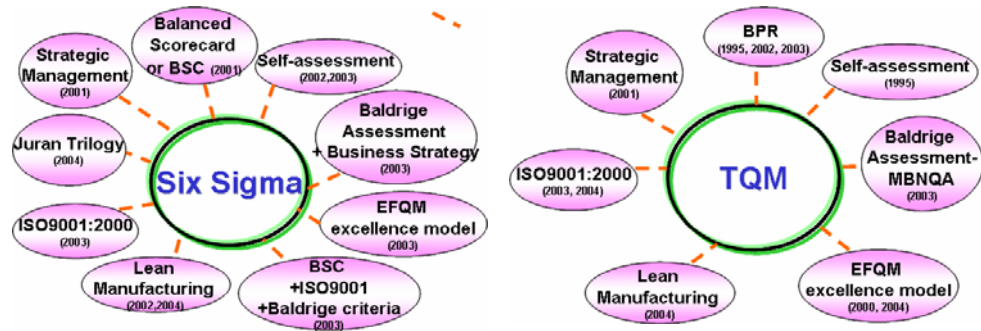 Balanced
Scorecard
or BSC (2001)
Self-assessment
(2002,2003)
Baldrige
Assessment
+ Business Strategy
(2003)
EFQM
excellence model
(2003)
BSC
+ISO9001
+Baldrige criteria
(2003)
Lean
Manufacturing
(2002,2004)
ISO9001:2000
(2003)
Juran Trilogy
(2004)
Strategic
Management
(2001)
Six Sigma
BPR
(1995, 2002, 2003)
Self-assessment
(1995)
Baldrige
Assessment-
MBNQA
(2003)
EFQM
excellence model
(2000, 2004)
Lean
Manufacturing
(2004)
ISO9001:2000
(2003, 2004)
Strategic
Management
(2001)
TQM